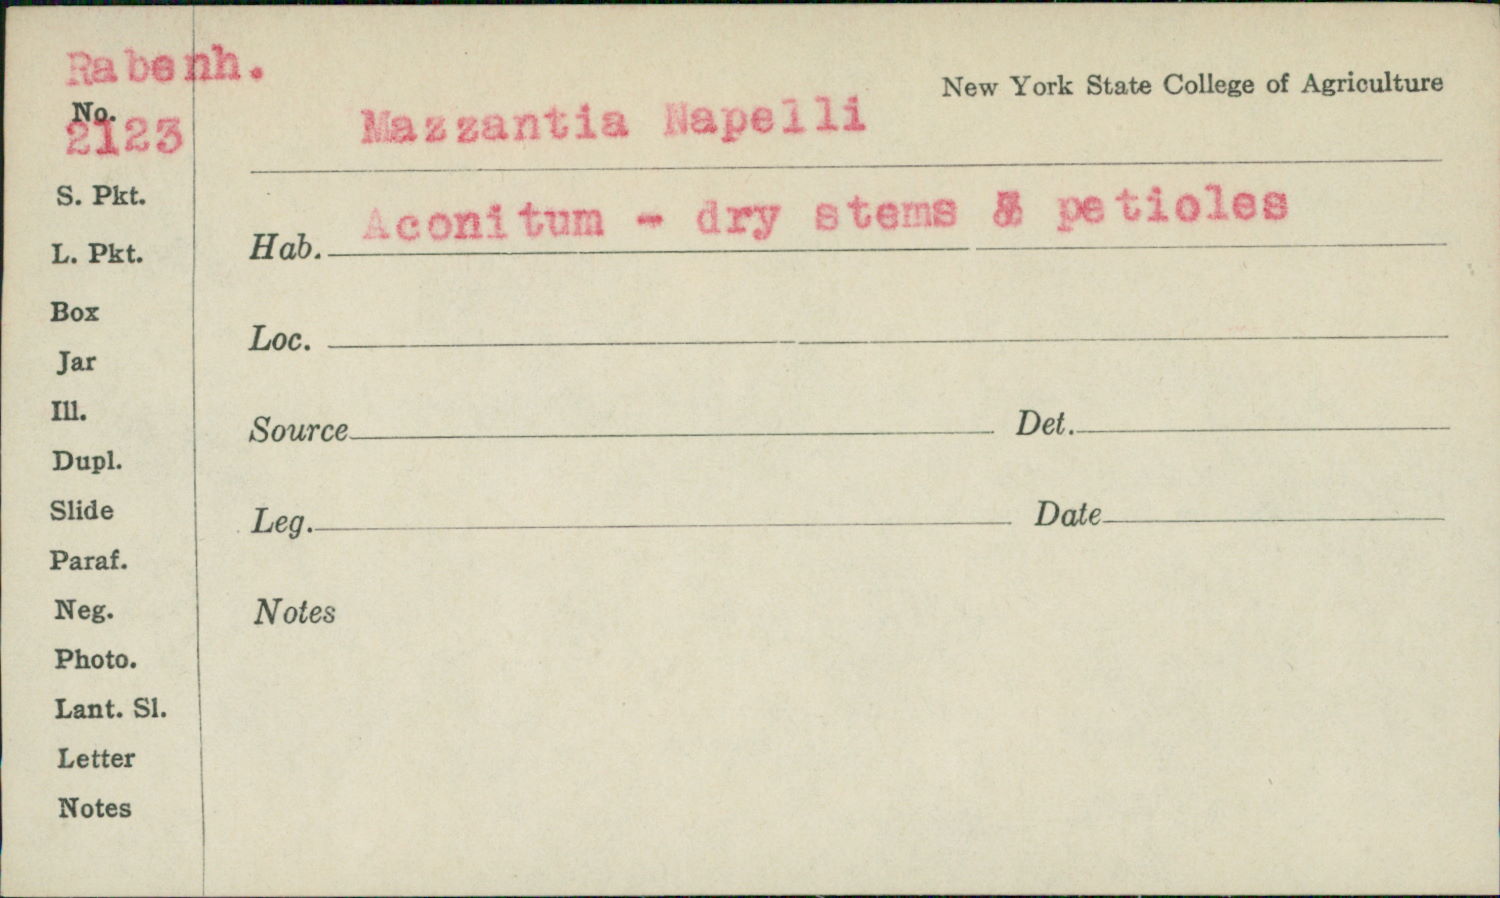 Rabenh.
New York State College of Agriculture
No.
2123
Mazzantia Napelli
S. Pkt.
Hab. Aconitum - dry stems & petioles
L. Pkt.
Box
Loc.
Jar
Ill.
Source Det.
Dupl.
Slide
Leg. Date
Paraf.
Neg.
Notes
Photo.
Lant. Sl.
Letter
Notes